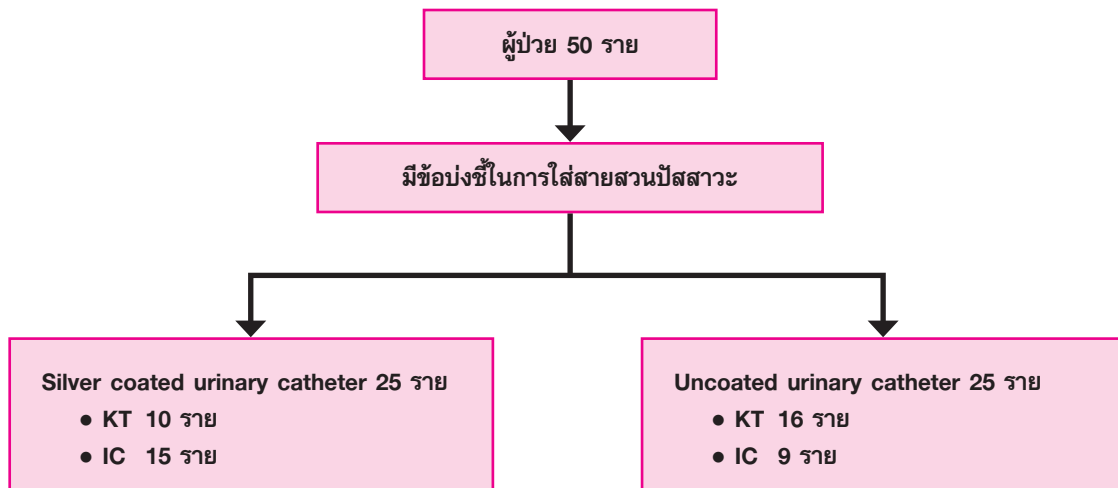 ผู้ป่วย 50 ราย
มีข้อบ่งชี้ในการใส่สายสวนปัสสาวะ
Silver coated urinary catheter 25 ราย
● KT 10 ราย
● IC 15 ราย
Uncoated urinary catheter 25 ราย
● KT 16 ราย
● IC 9 ราย